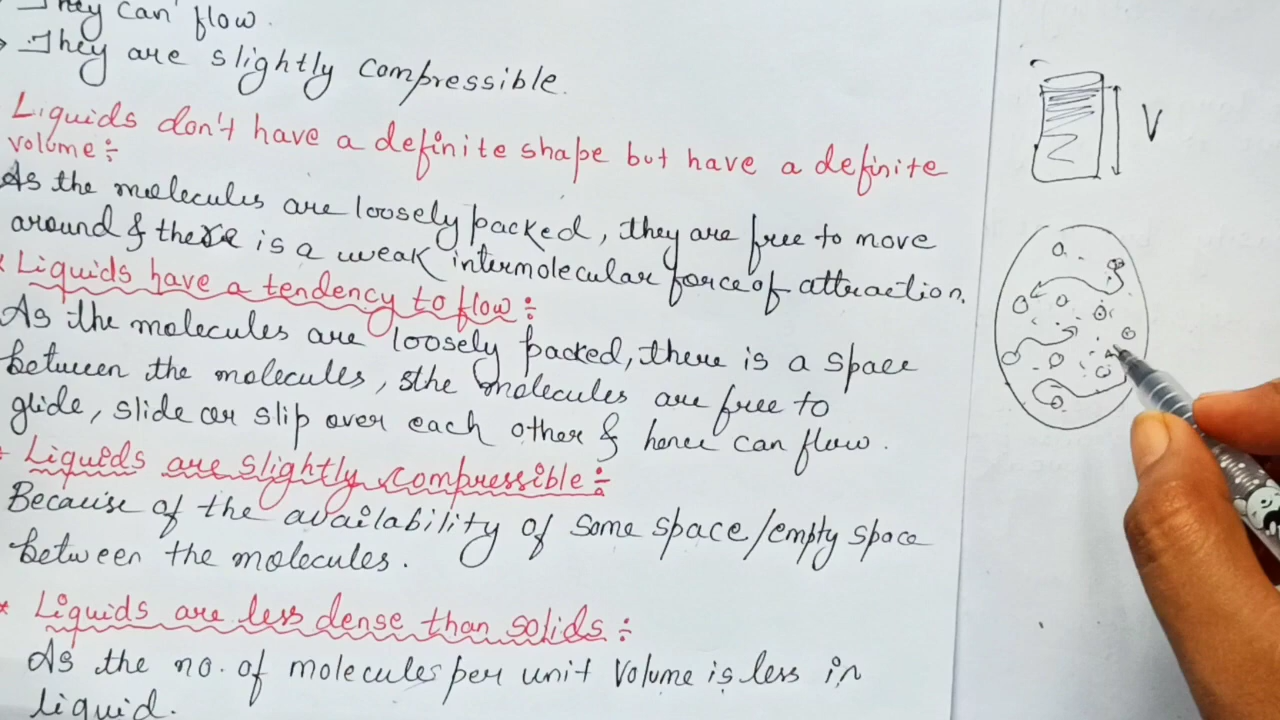 They can flow.
They are slightly compressible.
Liquids don't have a definite shape but have a definite
volume:
As the molecules are loosely packed, they are free to move
around & there is a weak intermolecular force of attraction.
* Liquids have a tendency to flow:
As the molecules are loosely packed, there is a space
between the molecules, sthe molecules are free to
glide, slide or slip over each other & hence can flow.
* Liquids are slightly compressible:
Because of the availability of some space/empty space
between the molecules.
* Liquids are less dense than solids:
As the no. of molecules per unit volume is less in
liquid.
V